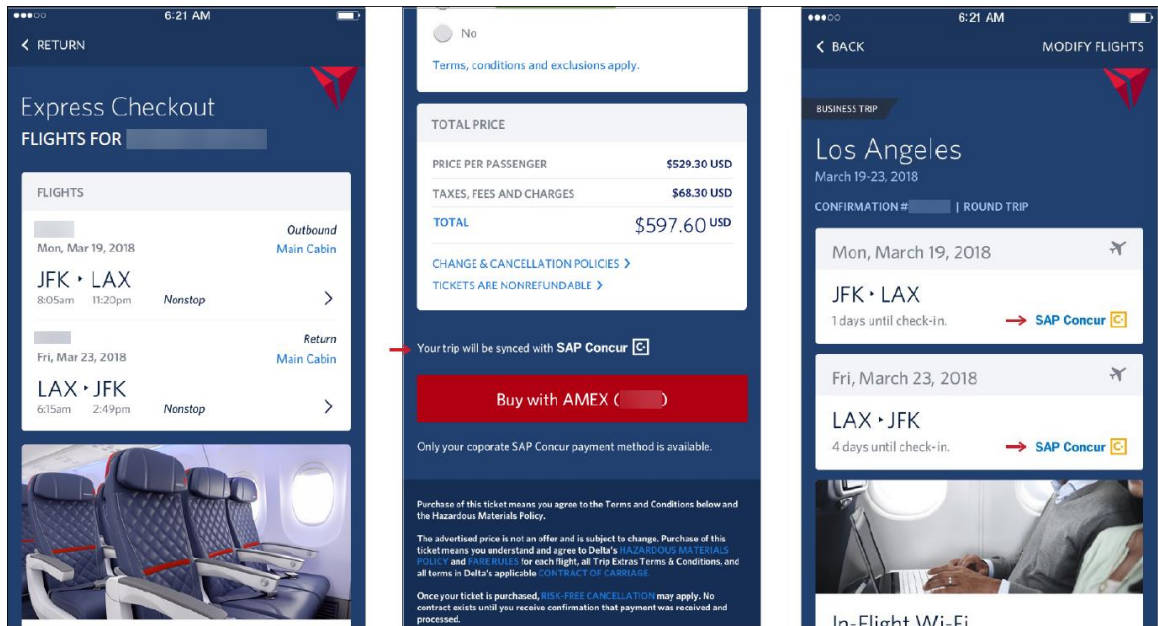 6:21 AM
RETURN
Express Checkout
FLIGHTS FOR
FLIGHTS
Outbound
Mon, Mar 19, 2018 Main Cabin
JFK · LAX
8:05am 11:20pm Nonstop
Return
Fri, Mar 23, 2018 Main Cabin
LAX · JFK
6:15am 2:49pm Nonstop
No
Terms, conditions and exclusions apply.
TOTAL PRICE
PRICE PER PASSENGER $529.30 USD
TAXES, FEES AND CHARGES $68.30 USD
TOTAL $597.60 USD
CHANGE & CANCELLATION POLICIES
TICKETS ARE NONREFUNDABLE
Your trip will be synced with SAP Concur C
Buy with AMEX ( )
Only your coporate SAP Concur payment method is available.
Purchase of this ticket means you agree to the Terms and Conditions below and
the Hazardous Materials Policy.
The advertised price is not an offer and is subject to change. Purchase of this
ticket means you understand and agree to Delta's HAZARDOUS MATERIALS
POLICY and FARE RULES for each flight, all Trip Extras Terms & Conditions, and
all terms in Delta's applicable CONTRACT OF CARRIAGE.
Once your ticket is purchased, RISK-FREE CANCELLATION may apply. No
contract exists until you receive confirmation that payment was received and
processed.
6:21 AM
BACK MODIFY FLIGHTS
BUSINESS TRIP
Los Angeles
March 19-23, 2018
CONFIRMATION # | ROUND TRIP
Mon, March 19, 2018
JFK · LAX
1 days until check-in. SAP Concur C
Fri, March 23, 2018
LAX · JFK
4 days until check-in. SAP Concur C
In-Flight Wi-Fi